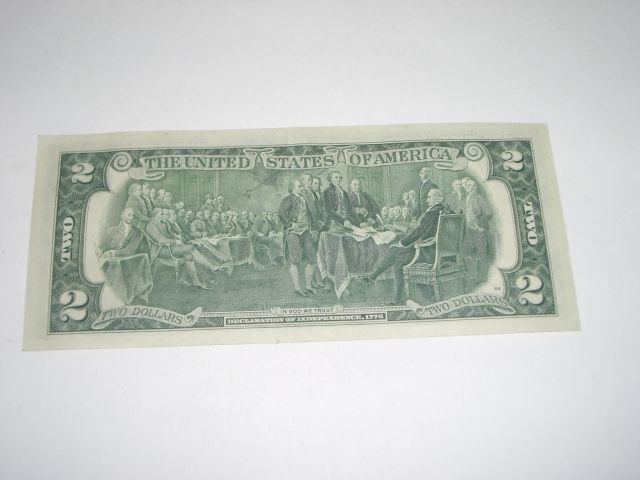 THE UNITED STATES OF AMERICA
2
2
TWO
TWO
2
2
TWO DOLLARS
IN GOD WE TRUST
TWO DOLLARS
DECLARATION OF INDEPENDENCE, 1776